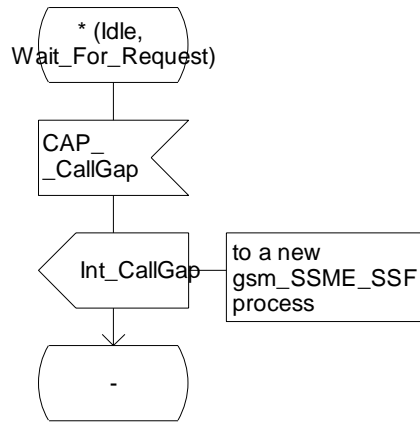 * (Idle,
Wait_For_Request)
CAP_
_CallGap
Int_CallGap
to a new
gsm_SSME_SSF
process
-